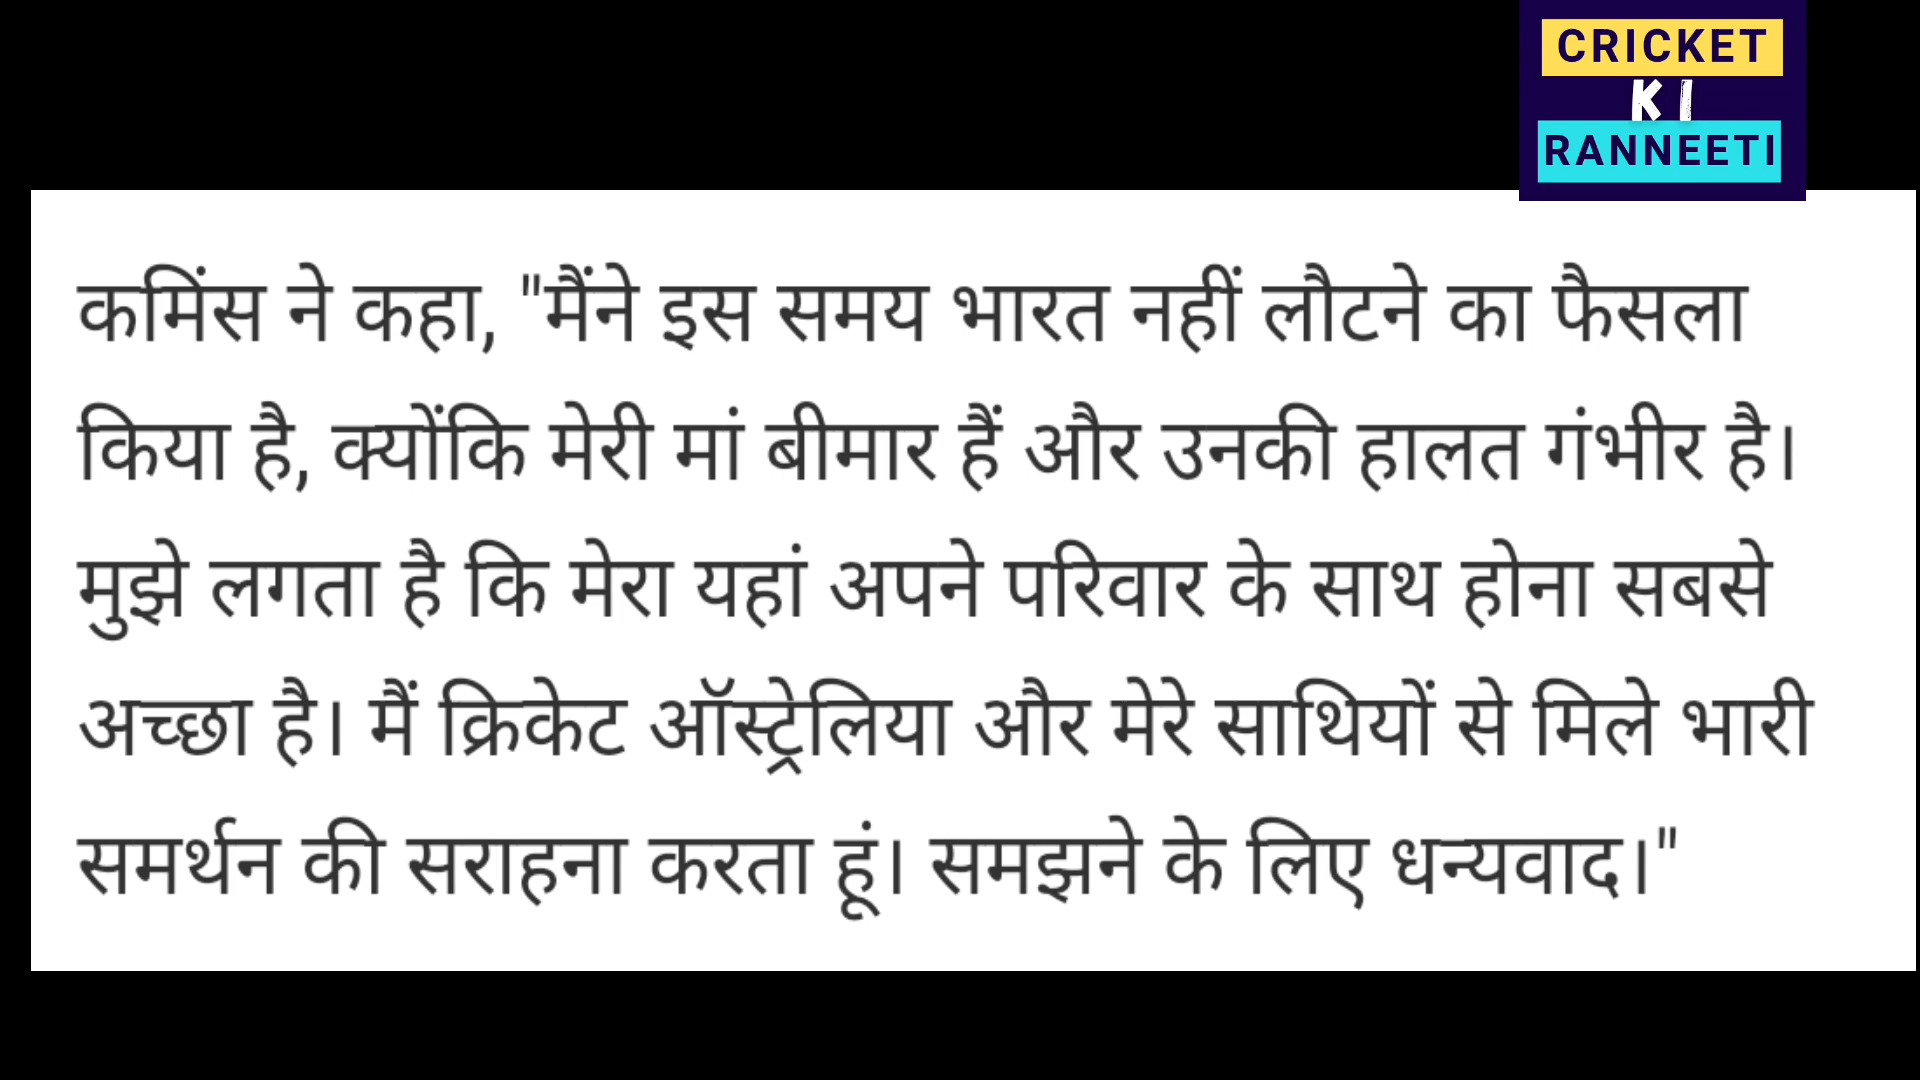 CRICKET
KI
RANNEETI
कमिंस ने कहा, "मैंने इस समय भारत नहीं लौटने का फैसला
किया है, क्योंकि मेरी मां बीमार हैं और उनकी हालत गंभीर है।
मुझे लगता है कि मेरा यहां अपने परिवार के साथ होना सबसे
अच्छा है। मैं क्रिकेट ऑस्ट्रेलिया और मेरे साथियों से मिले भारी
समर्थन की सराहना करता हूं। समझने के लिए धन्यवाद।"